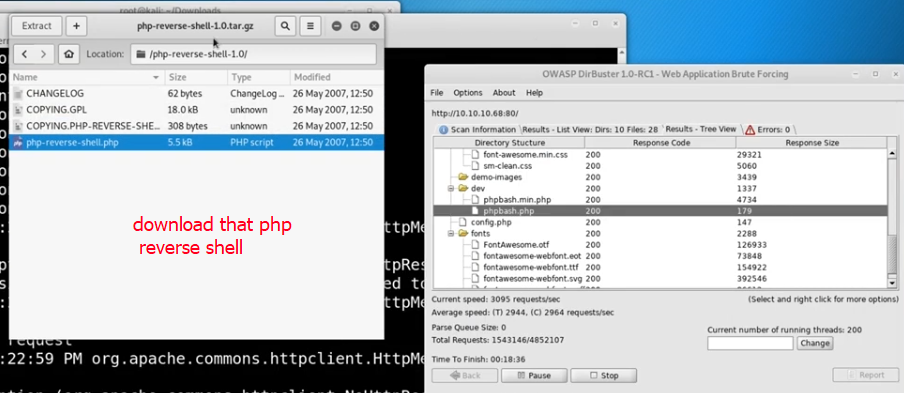 root@kali: ~/Downloads
Extract + php-reverse-shell-1.0.tar.gz
Location: /php-reverse-shell-1.0/
Name Size Type Modified
CHANGELOG 62 bytes ChangeLog ... 26 May 2007, 12:50
COPYING.GPL 18.0 kB unknown 26 May 2007, 12:50
COPYING.PHP-REVERSE-SHE... 308 bytes unknown 26 May 2007, 12:50
php-reverse-shell.php 5.5 kB PHP script 26 May 2007, 12:50
download that php
reverse shell
request
:22:59 PM org.apache.commons.httpclient.HttpMe
OWASP DirBuster 1.0-RC1 - Web Application Brute Forcing
File Options About Help
http://10.10.10.68:80/
Scan Information Results - List View: Dirs: 10 Files: 28 Results - Tree View Errors: 0
Directory Stucture Response Code Response Size
font-awesome.min.css 200 29321
sm-clean.css 200 5060
demo-images 200 3439
dev 200 1337
phpbash.min.php 200 4734
phpbash.php 200 179
config.php 200 147
fonts 200 2288
FontAwesome.otf 200 126933
fontawesome-webfont.eot 200 73848
fontawesome-webfont.ttf 200 154922
fontawesome-webfont.svg 200 392546
Current speed: 3095 requests/sec (Select and right click for more options)
Average speed: (T) 2944, (C) 2964 requests/sec
Parse Queue Size: 0
Current number of running threads: 200
Total Requests: 1543146/4852107
Change
Time To Finish: 00:18:36
Back Pause Stop Report